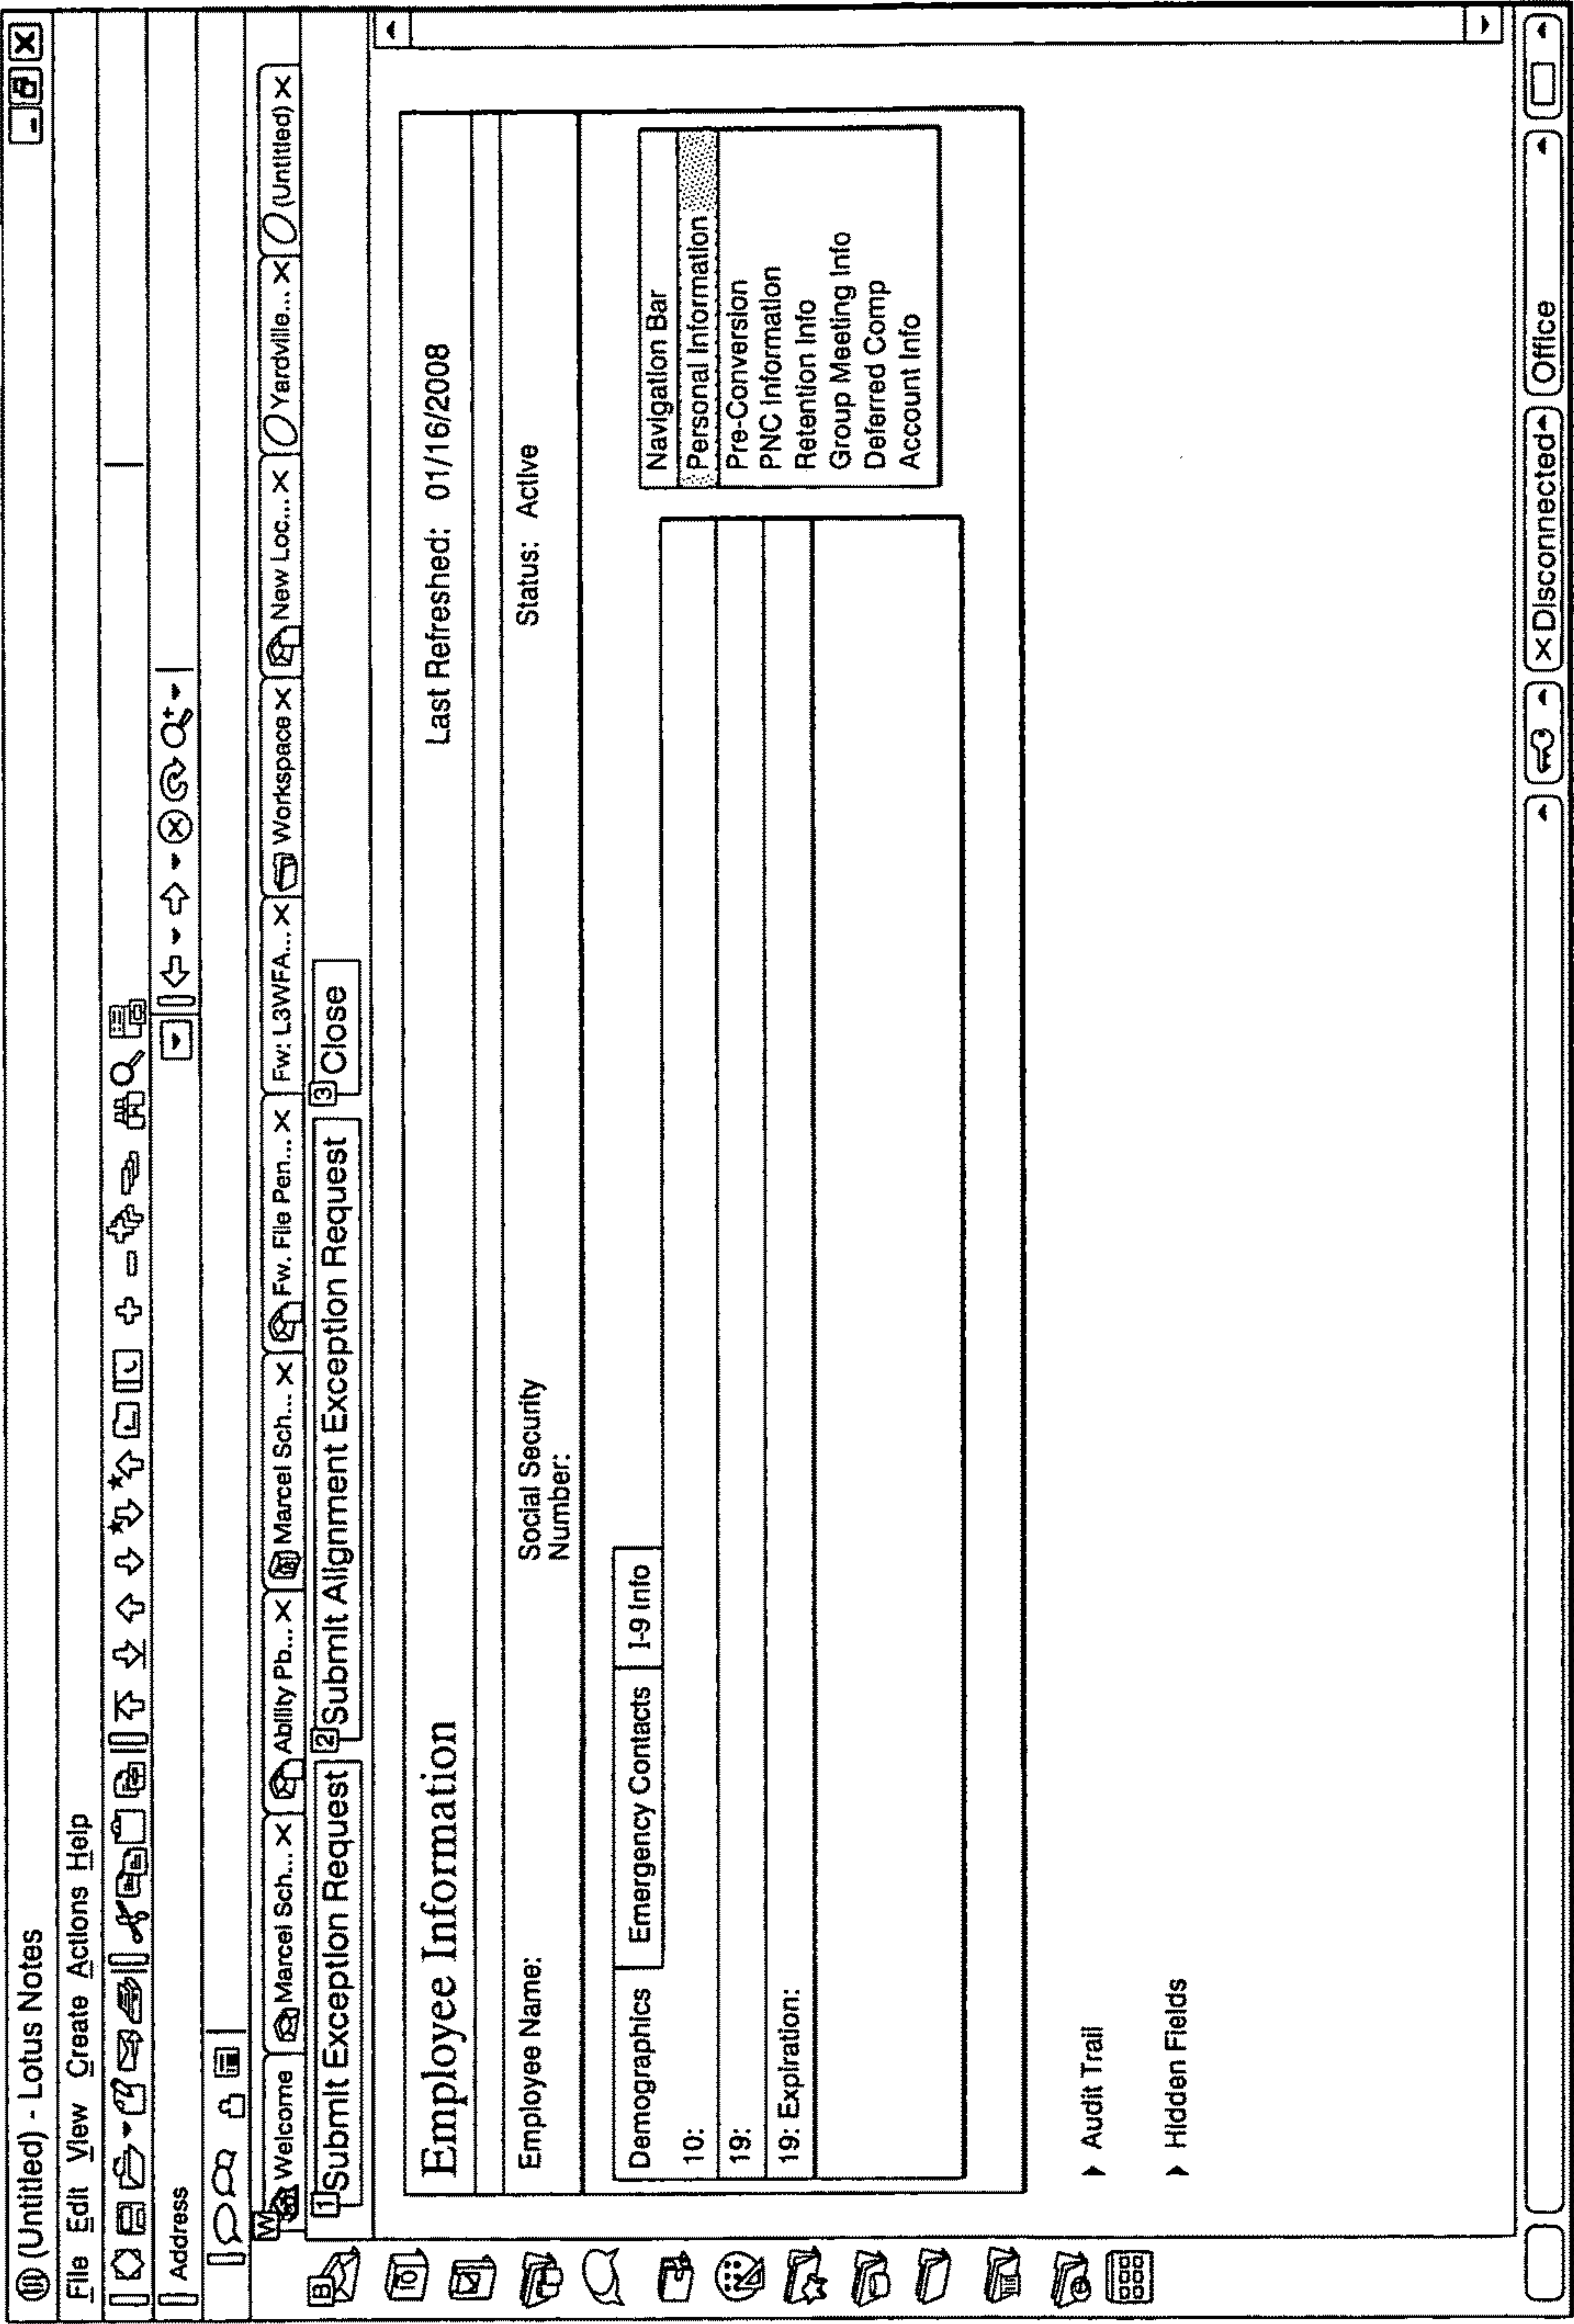 (Untitled) - Lotus Notes
File Edit View Create Actions Help
Address
W Welcome
Marcel Sch... X
Ability Pb... X
Marcel Sch... X
Fw. File Pen... X
Fw: L3WFA... X
Workspace X
New Loc... X
Yardville... X
(Untitled) X
1 Submit Exception Request 2 Submit Alignment Exception Request 3 Close
B
Employee Information
Last Refreshed: 01/16/2008
Employee Name:
Social Security
Number:
Status: Active
Demographics Emergency Contacts I-9 Info
10:
19:
19: Expiration:
Navigation Bar
Personal Information
Pre-Conversion
PNC Information
Retention Info
Group Meeting Info
Deferred Comp
Account Info
Audit Trail
Hidden Fields
X Disconnected
Office